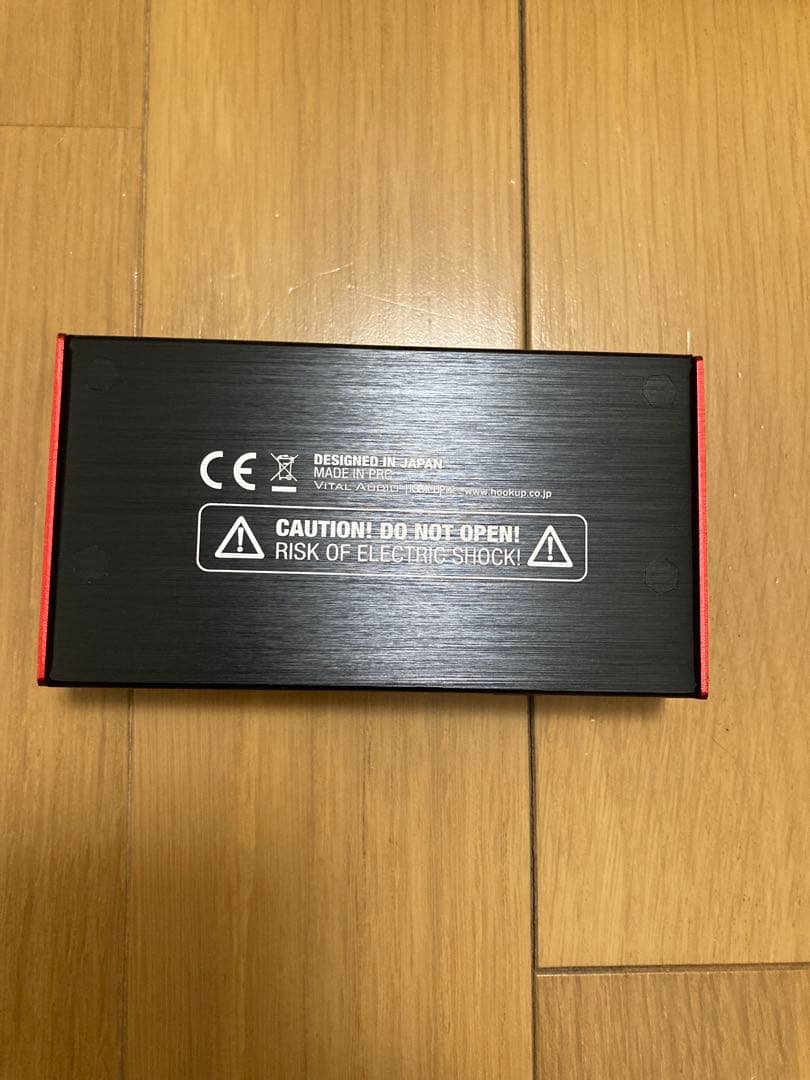 CE
DESIGNED IN JAPAN
MADE IN PRC
VITAL AUDIO www.hookup.co.jp
CAUTION! DO NOT OPEN!
RISK OF ELECTRIC SHOCK!